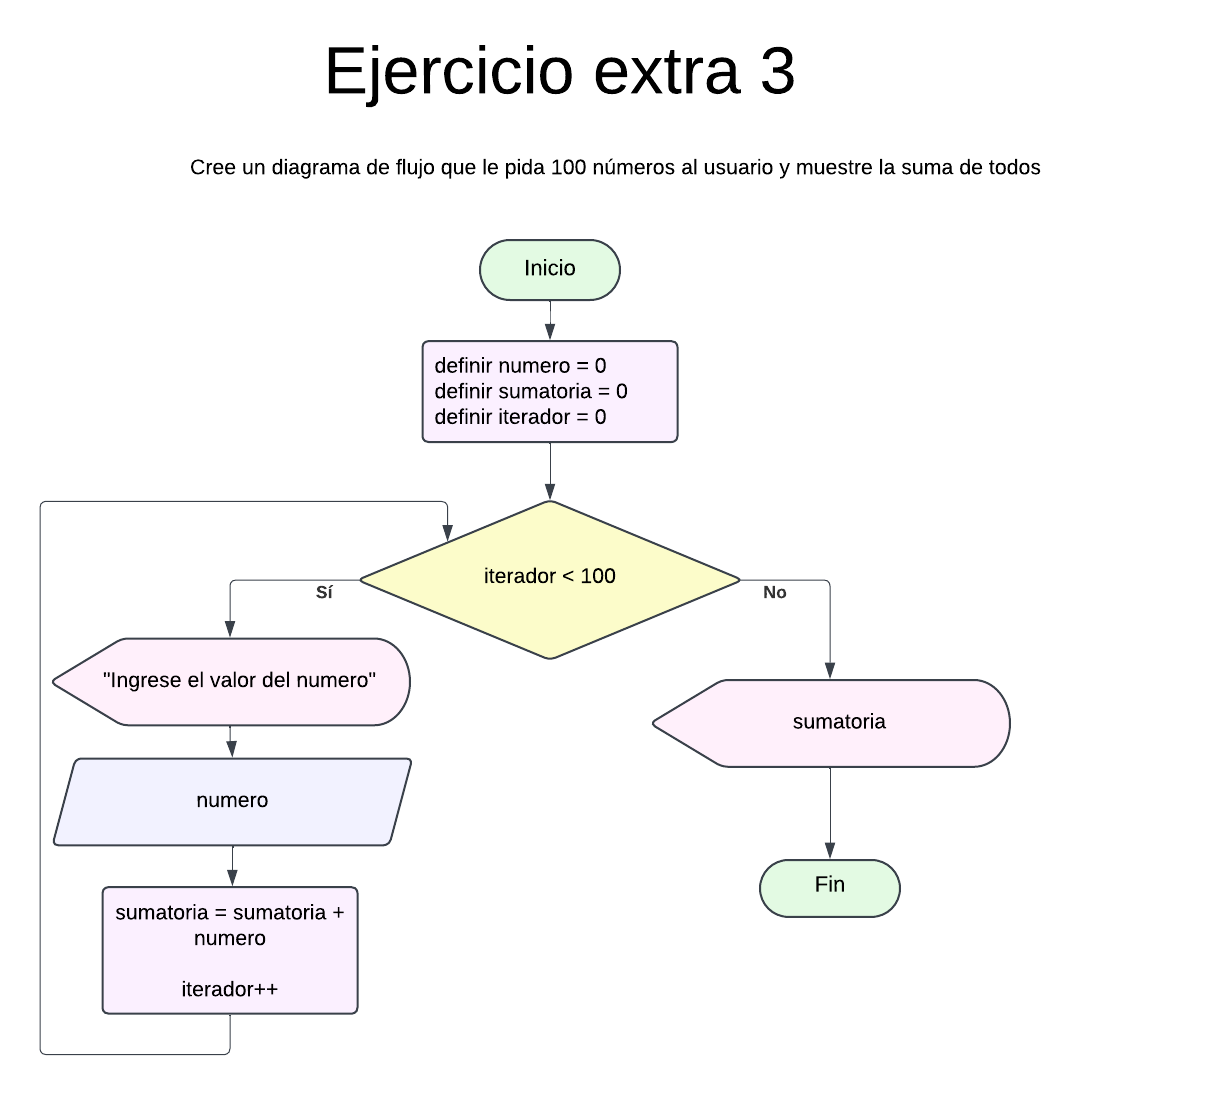 Ejercicio extra 3
Cree un diagrama de flujo que le pida 100 números al usuario y muestre la suma de todos
Inicio
definir numero = 0
definir sumatoria = 0
definir iterador = 0
iterador < 100
Sí
No
"Ingrese el valor del numero"
sumatoria
numero
Fin
sumatoria = sumatoria +
numero
iterador++